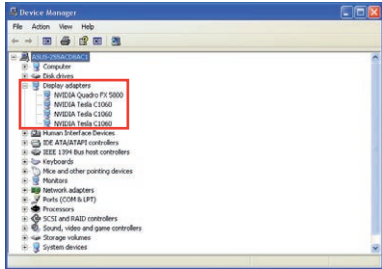 Device Manager
File Action View Help
ASUS-255ACD8AC1
Computer
Disk drives
Display adapters
NVIDIA Quadro FX 5800
NVIDIA Tesla C1060
NVIDIA Tesla C1060
NVIDIA Tesla C1060
Human Interface Devices
IDE ATA/ATAPI controllers
IEEE 1394 Bus host controllers
Keyboards
Mice and other pointing devices
Monitors
Network adapters
Ports (COM & LPT)
Processors
SCSI and RAID controllers
Sound, video and game controllers
Storage volumes
System devices